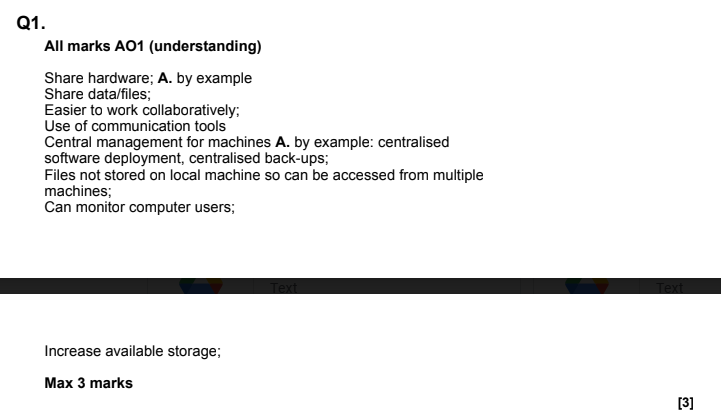 Q1.
All marks AO1 (understanding)
Share hardware; A. by example
Share data/files;
Easier to work collaboratively;
Use of communication tools
Central management for machines A. by example: centralised
software deployment, centralised back-ups;
Files not stored on local machine so can be accessed from multiple
machines;
Can monitor computer users;
Text Text
Increase available storage;
Max 3 marks
[3]